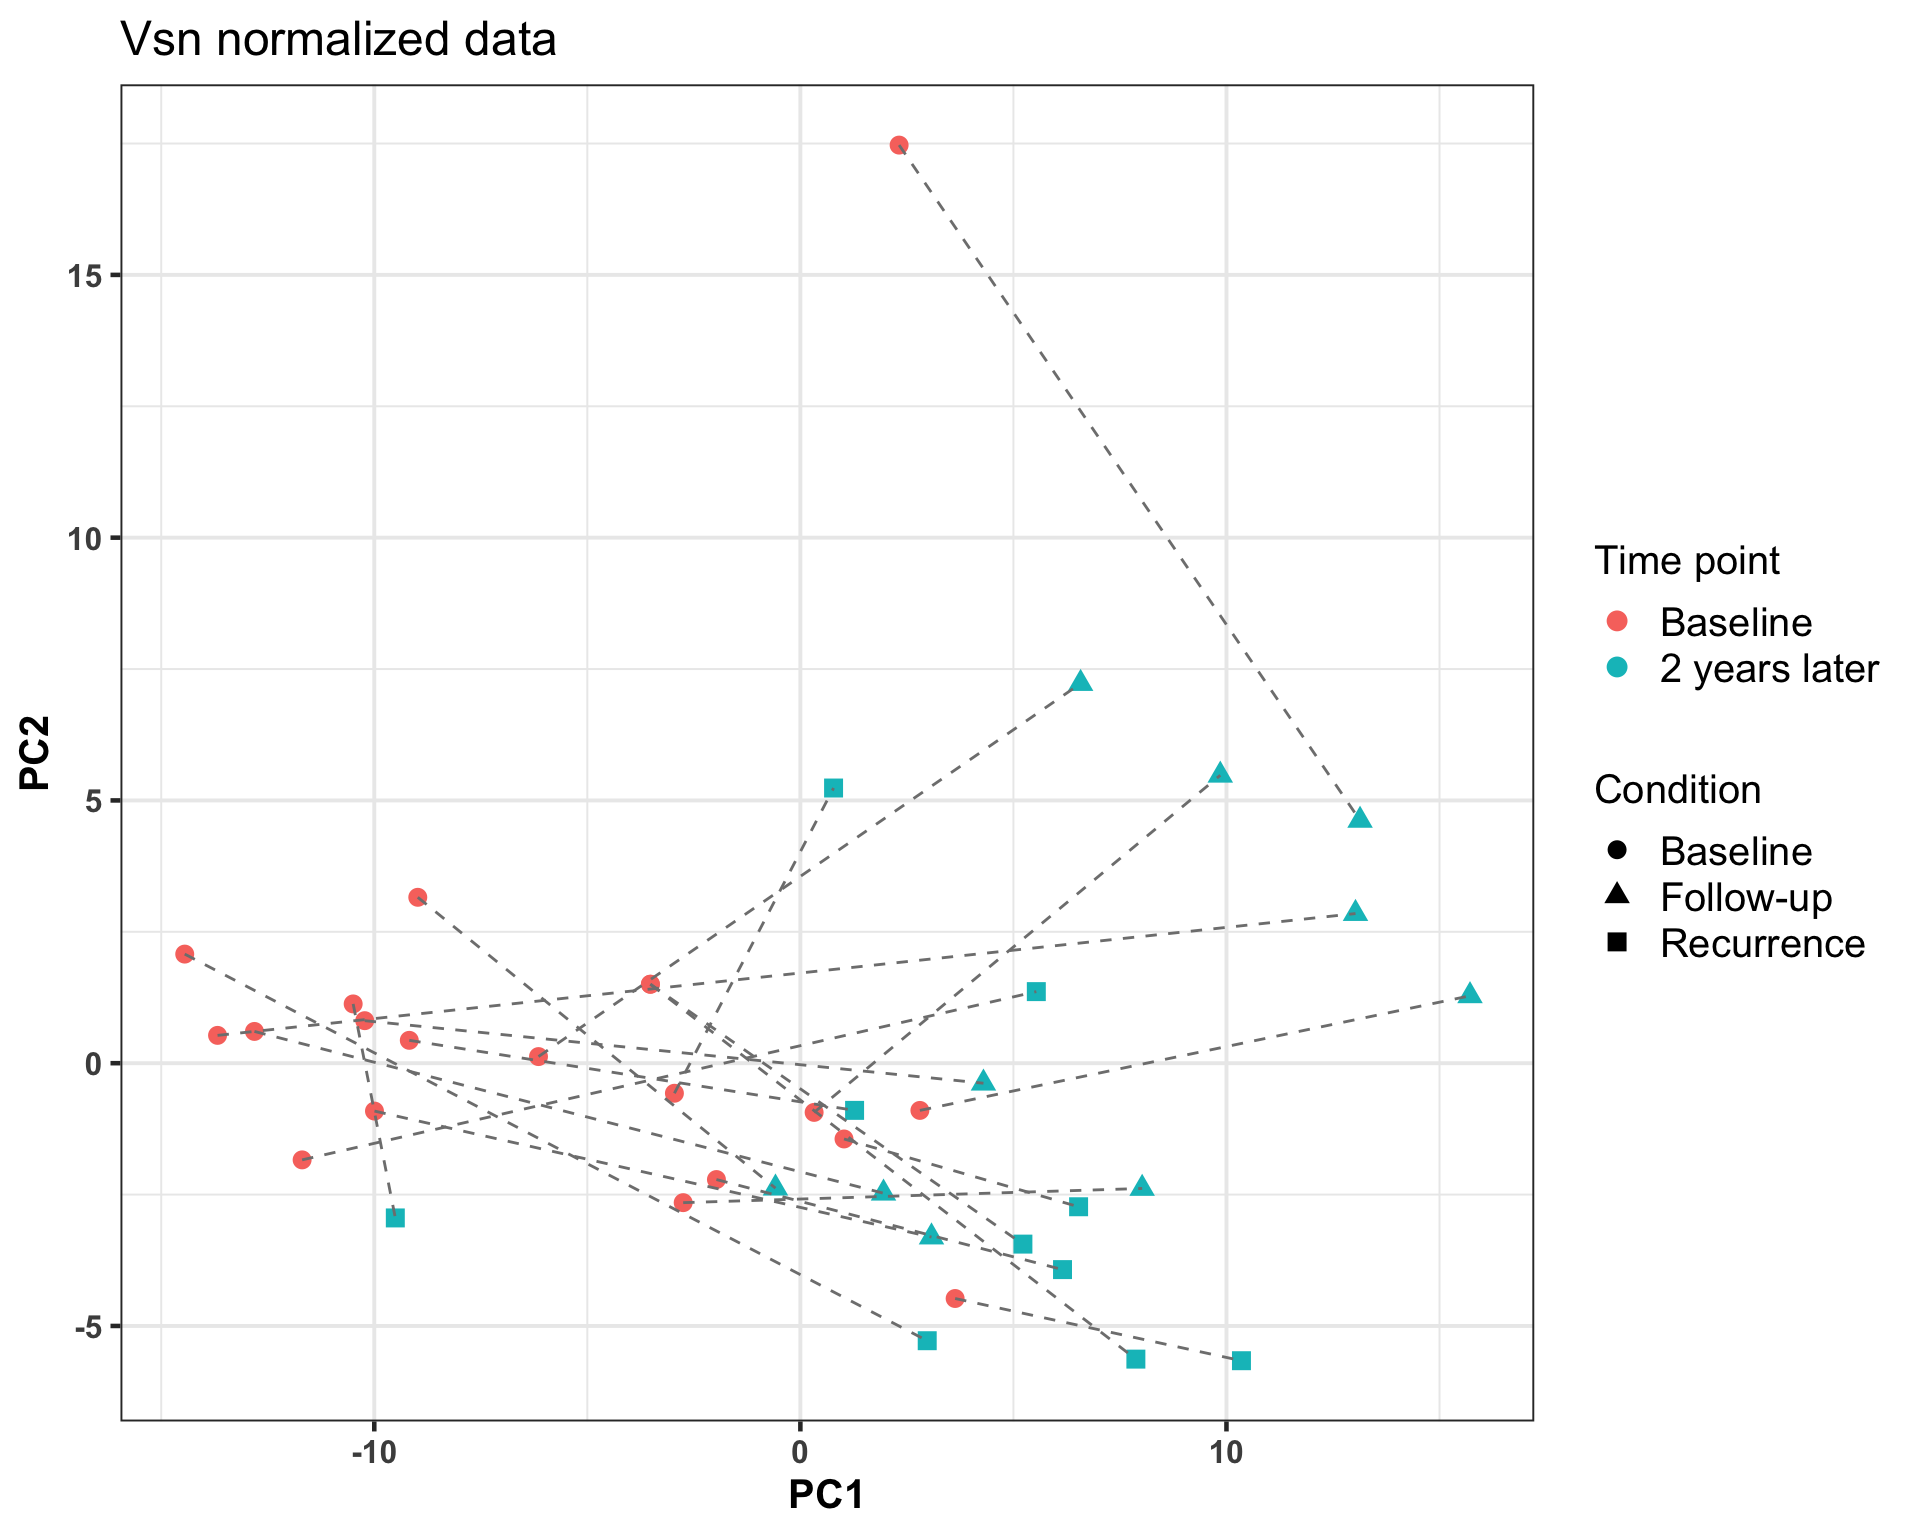 Vsn normalized data
15
10
5
0
-5
PC2
-10
0
10
PC1
Time point
Baseline
2 years later
Condition
Baseline
Follow-up
Recurrence